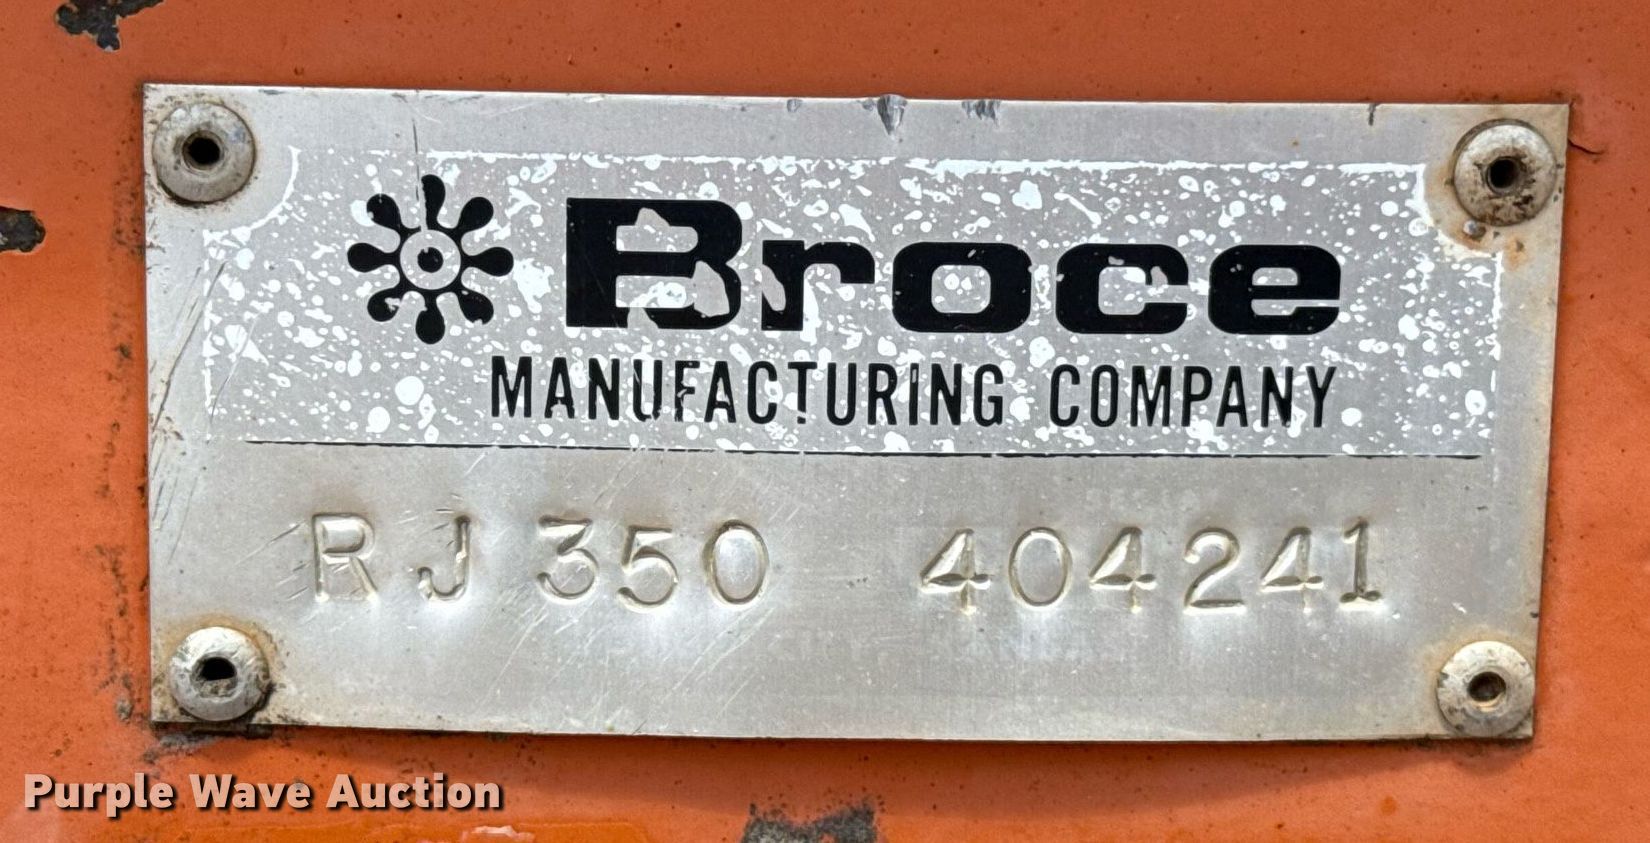 Broce
MANUFACTURING COMPANY
RJ 350 404241
Purple Wave Auction